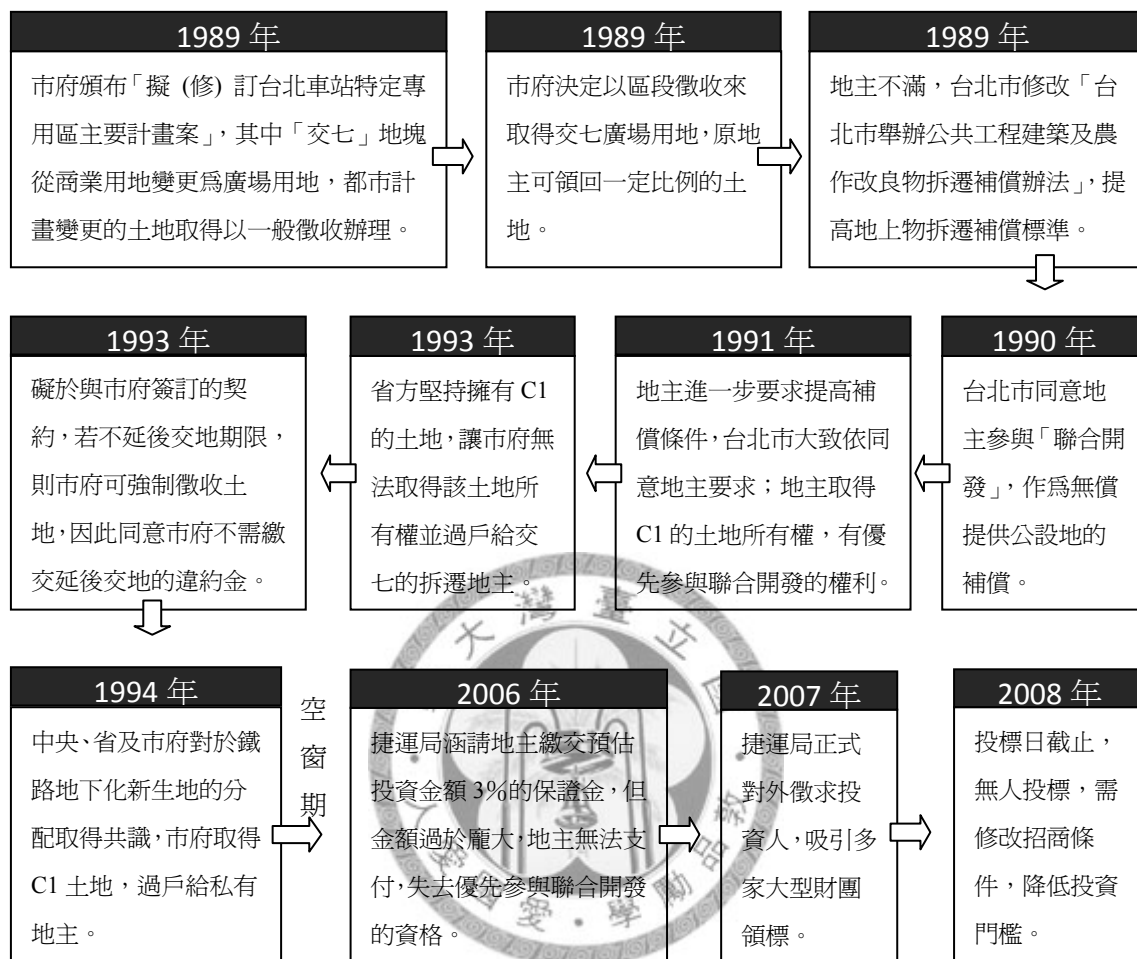 1989 年
市府頒布「擬 (修) 訂台北車站特定專
用區主要計畫案」，其中「交七」地塊
從商業用地變更為廣場用地，都市計
畫變更的土地取得以一般徵收辦理。
1989 年
市府決定以區段徵收來
取得交七廣場用地，原地
主可領回一定比例的土
地。
1989 年
地主不滿，台北市修改「台
北市舉辦公共工程建築及農
作改良物拆遷補償辦法」，提
高地上物拆遷補償標準。
1990 年
台北市同意地
主參與「聯合開
發」，作為無償
提供公設地的
補償。
1991 年
地主進一步要求提高補
償條件，台北市大致依同
意地主要求；地主取得
C1 的土地所有權，有優
先參與聯合開發的權利。
1993 年
省方堅持擁有 C1
的土地，讓市府無
法取得該土地所
有權並過戶給交
七的拆遷地主。
1993 年
礙於與市府簽訂的契
約，若不延後交地期限，
則市府可強制徵收土
地，因此同意市府不需繳
交延後交地的違約金。
1994 年
中央、省及市府對於鐵
路地下化新生地的分
配取得共識，市府取得
C1 土地，過戶給私有
地主。
空
窗
期
2006 年
捷運局涵請地主繳交預估
投資金額 3%的保證金，但
金額過於龐大，地主無法支
付，失去優先參與聯合開發
的資格。
2007 年
捷運局正式
對外徵求投
資人，吸引多
家大型財團
領標。
2008 年
投標日截止，
無人投標，需
修改招商條
件，降低投資
門檻。